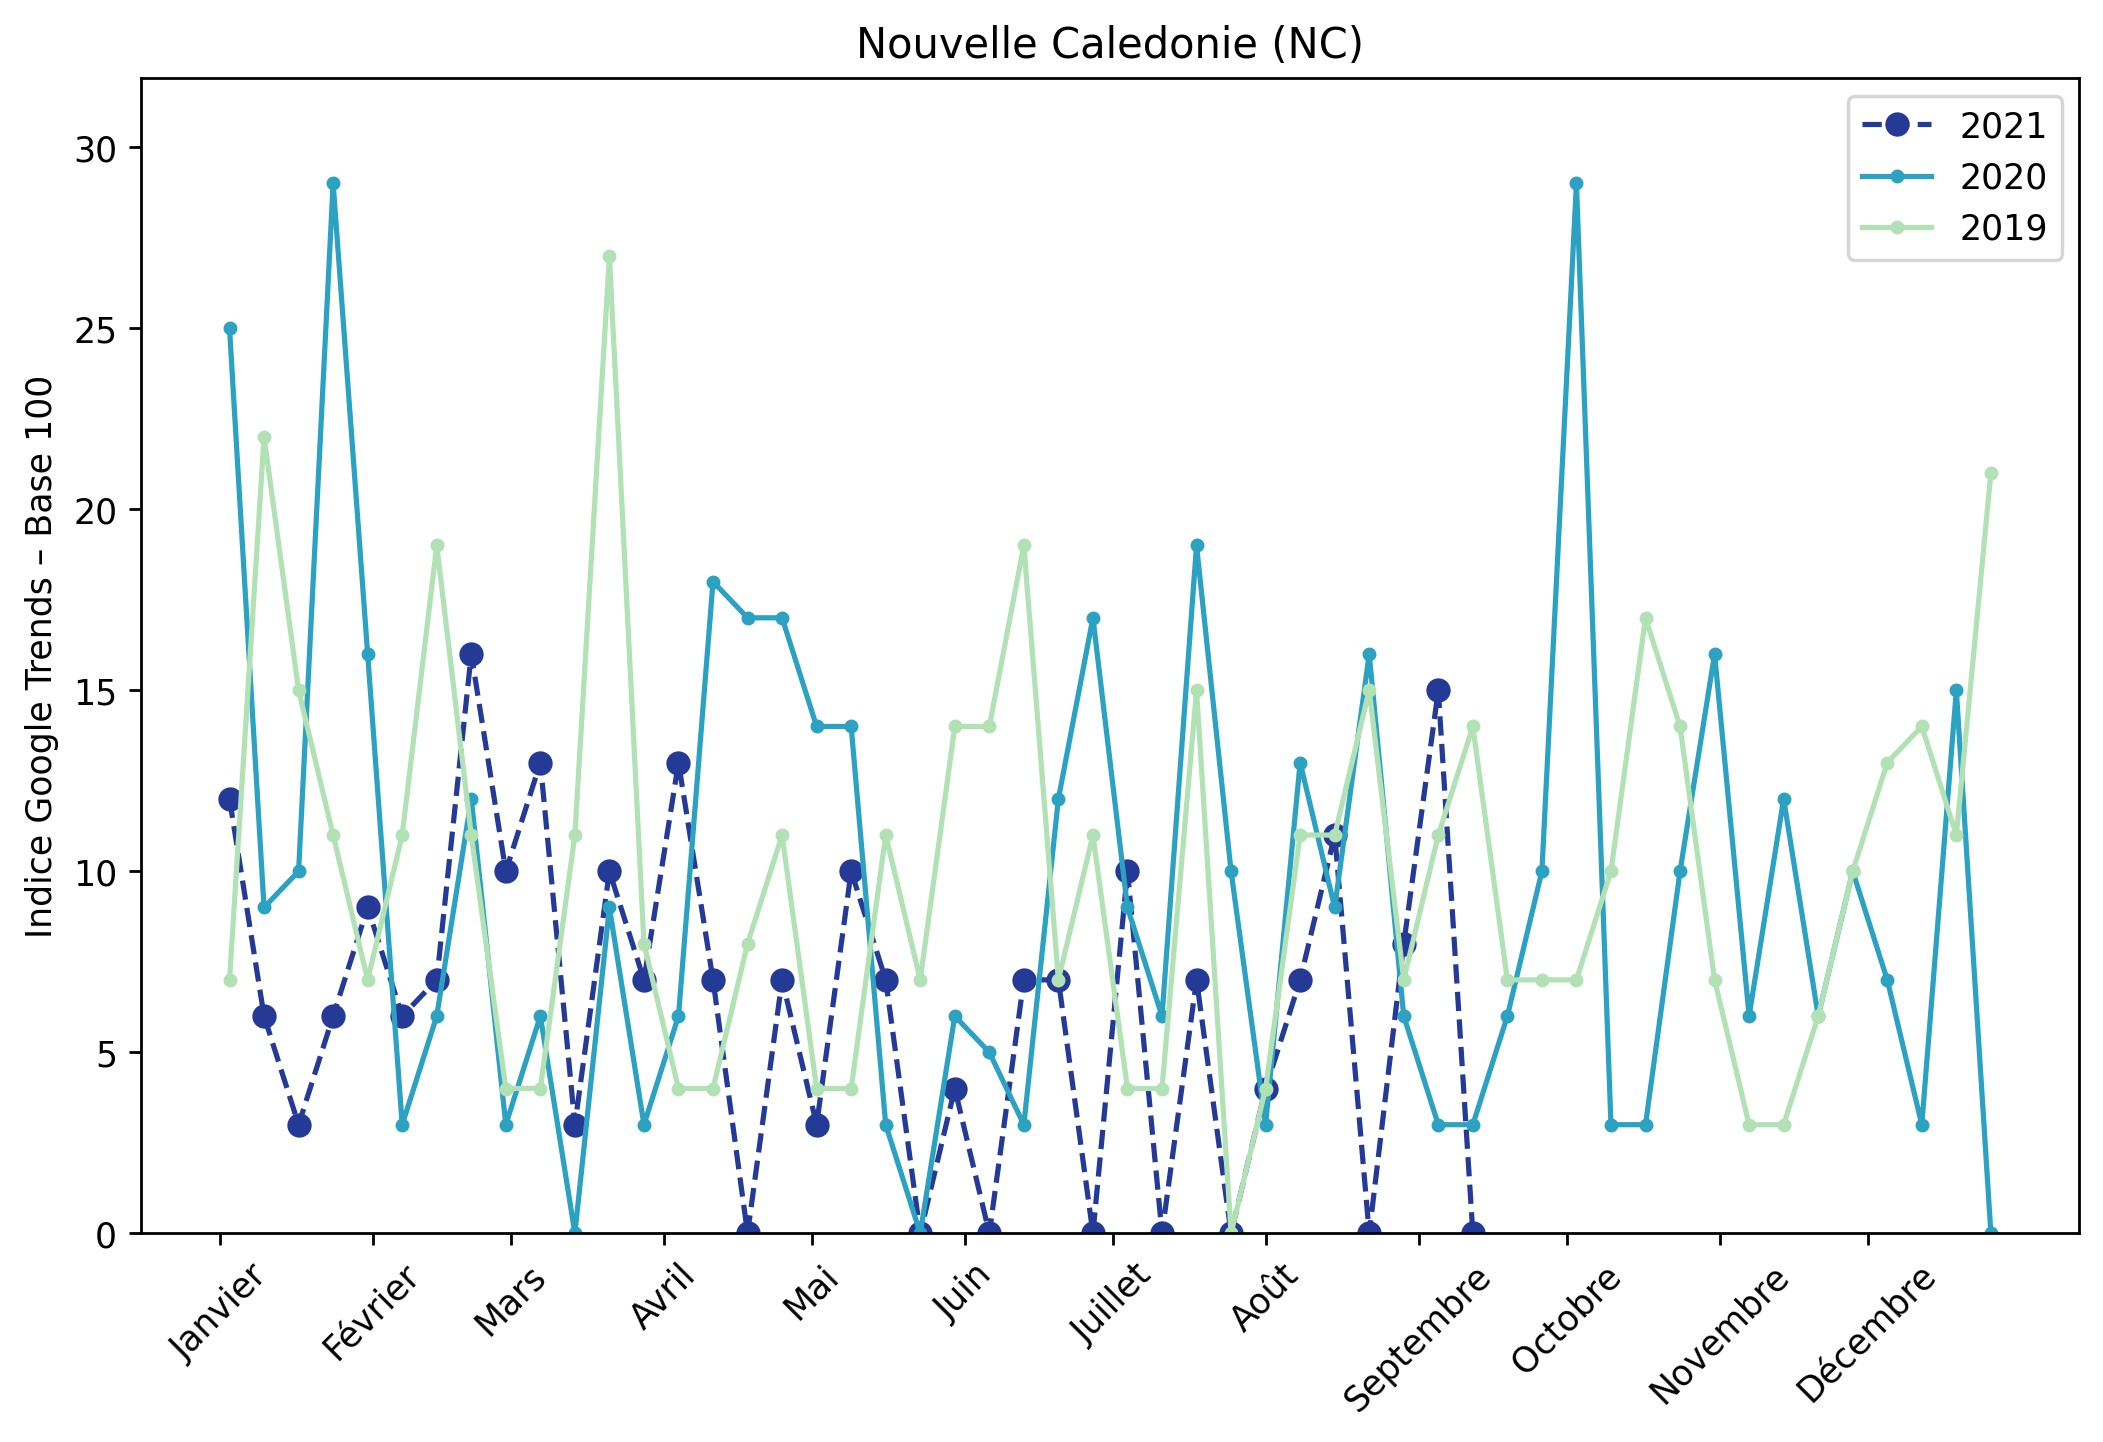 Nouvelle Caledonie (NC)
Indice Google Trends – Base 100
30
25
20
15
10
5
0
2021
2020
2019
Janvier
Février
Mars
Avril
Mai
Juin
Juillet
Août
Septembre
Octobre
Novembre
Décembre